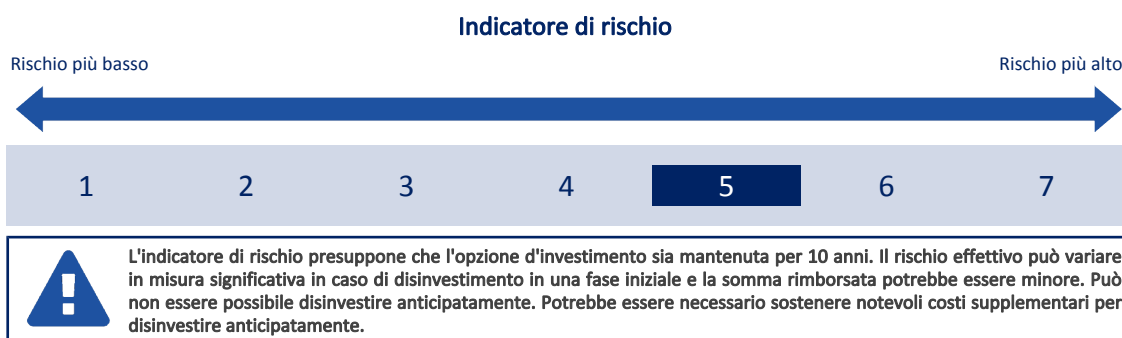 Indicatore di rischio
Rischio più basso
Rischio più alto
1 2 3 4 5 6 7
L'indicatore di rischio presuppone che l'opzione d'investimento sia mantenuta per 10 anni. Il rischio effettivo può variare
in misura significativa in caso di disinvestimento in una fase iniziale e la somma rimborsata potrebbe essere minore. Può
non essere possibile disinvestire anticipatamente. Potrebbe essere necessario sostenere notevoli costi supplementari per
disinvestire anticipatamente.